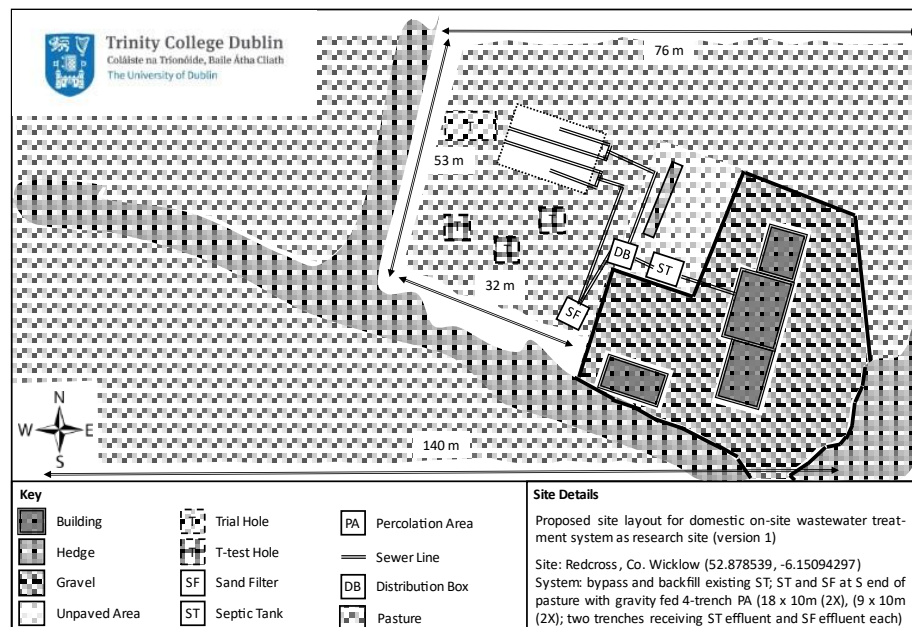 Trinity College Dublin
Coláiste na Tríonóide, Baile Átha Cliath
The University of Dublin
76 m
T
53 m
T
T
T
32 m
DB
ST
SF
N
W E
S
140 m
Key
Building
Hedge
Gravel
Unpaved Area
T Trial Hole
T T-test Hole
SF Sand Filter
ST Septic Tank
PA Percolation Area
Sewer Line
DB Distribution Box
Pasture
Site Details
Proposed site layout for domestic on-site wastewater treat-
ment system as research site (version 1)
Site: Redcross, Co. Wicklow (52.878539, -6.15094297)
System: bypass and backfill existing ST; ST and SF at S end of
pasture with gravity fed 4-trench PA (18 x 10m (2X), (9 x 10m
(2X; two trenches receiving ST effluent and SF effluent each)